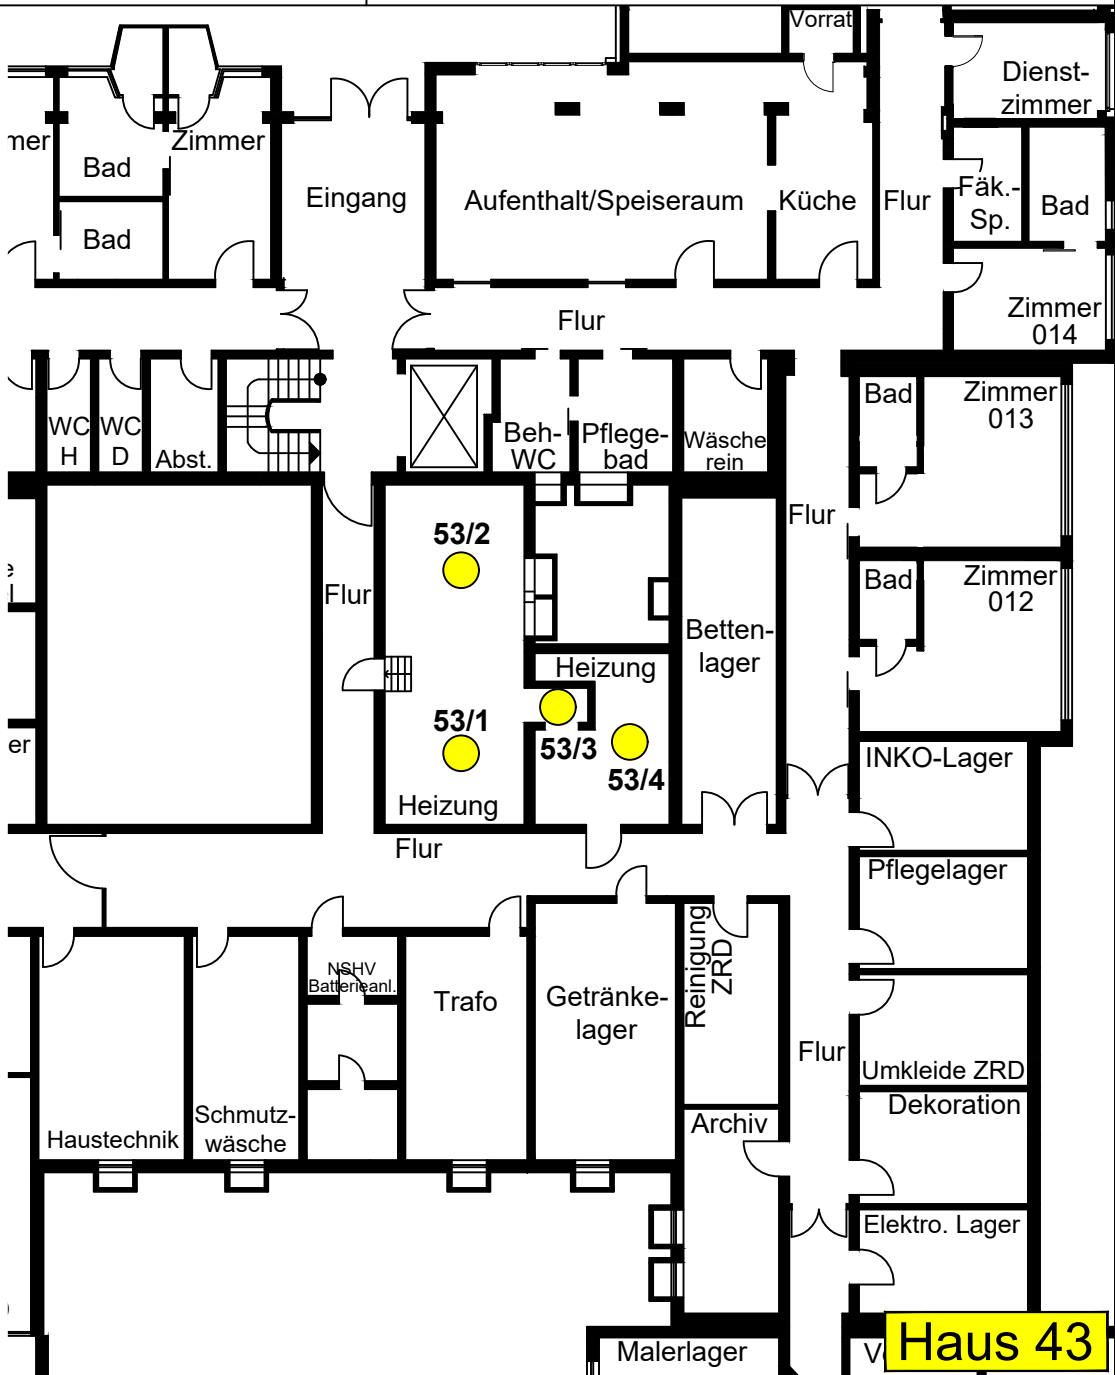 Vorrat
Dienst-
zimmer
mer
Zimmer
Bad
Bad
Eingang
Aufenthalt/Speiseraum
Küche
Flur
Fäk.-
Sp.
Bad
Zimmer
014
Flur
WC
H
WC
D
Abst.
Beh-
WC
Pflege-
bad
Wäsche
rein
Bad
Zimmer
013
Flur
53/2
Flur
Bad
Zimmer
012
Betten-
lager
Heizung
53/1
53/3
53/4
Heizung
er
INKO-Lager
Flur
Pflegelager
NSHV
Batterieanl.
Trafo
Getränke-
lager
Reinigung
ZRD
Flur
Umkleide ZRD
Dekoration
Schmutz-
wäsche
Haustechnik
Archiv
Elektro. Lager
Malerlager
Haus 43